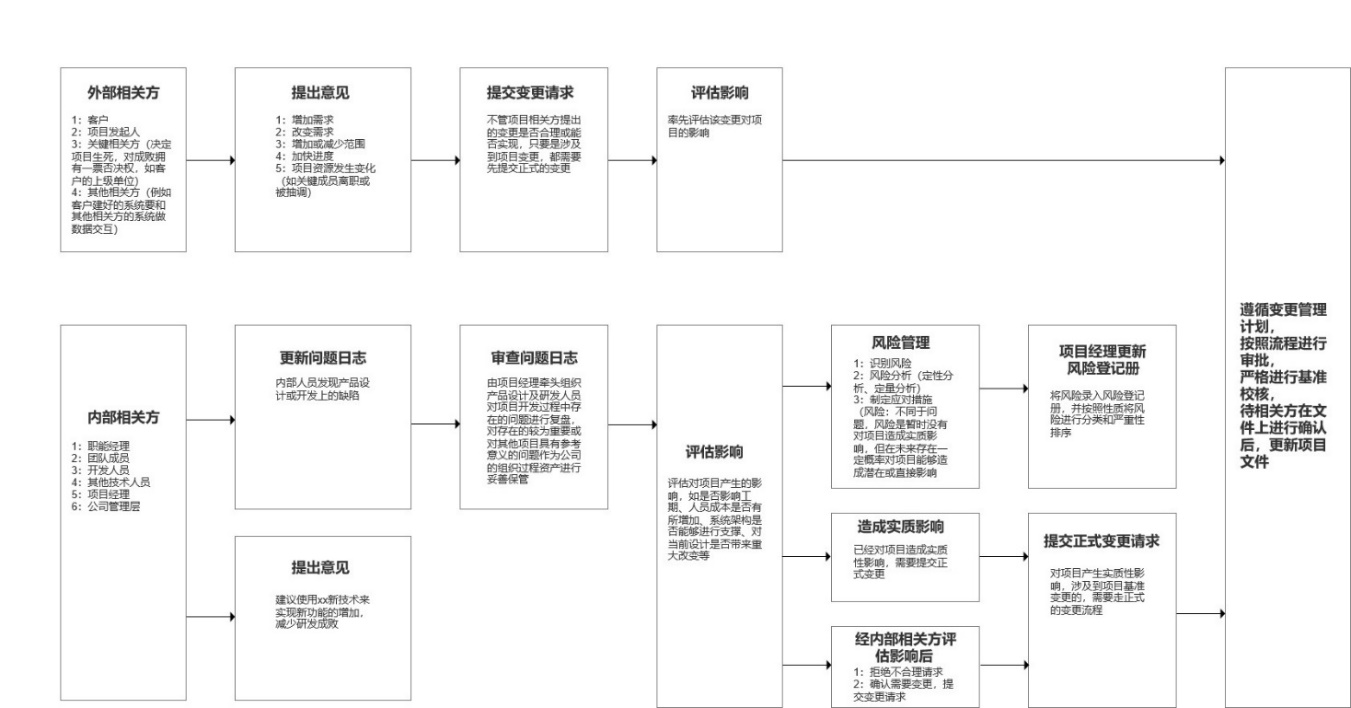 外部相关方
1：客户
2：项目发起人
3：关键相关方（决定
项目生死，对成败拥
有一票否决权，如客
户的上级单位）
4：其他相关方（例如
客户建好的系统要和
其他相关方的系统做
数据交互）
提出意见
1：增加需求
2：改变需求
3：增加或减少范围
4：加快进度
5：项目资源发生变化
（如关键成员离职或
被抽调）
提交变更请求
不管项目相关方提出
的变更是否合理或能
否实现，只要是涉及
到项目变更，都需要
先提交正式的变更
评估影响
率先评估该变更对项
目的影响
内部相关方
1：职能经理
2：团队成员
3：开发人员
4：其他技术人员
5：项目经理
6：公司管理层
更新问题日志
内部人员发现产品设
计或开发上的缺陷
提出意见
建议使用xx新技术来
实现新功能的增加，
减少研发成败
审查问题日志
由项目经理牵头组织
产品设计及研发人员
对项目开发过程中存
在的问题进行复盘，
对存在的较为重要或
对其他项目具有参考
意义的问题作为公司
的组织过程资产进行
妥善保管
评估影响
评估对项目产生的影
响，如是否影响工
期、人员成本是否有
所增加、系统架构是
否能够进行支撑、对
当前设计是否带来重
大改变等
风险管理
1：识别风险
2：风险分析（定性分
析、定量分析）
3：制定应对措施
（风险：不同于问
题，风险是暂时没有
对项目造成实质影
响，但在未来存在一
定概率对项目能够造
成潜在或直接影响
项目经理更新
风险登记册
将风险录入风险登记
册，并按照性质将风
险进行分类和严重性
排序
造成实质影响
已经对项目造成实质
性影响，需要提交正
式变更
经内部相关方评
估影响后
1：拒绝不合理请求
2：确认需要变更，提
交变更请求
提交正式变更请求
对项目产生实质性影
响，涉及到项目基准
变更的，需要走正式
的变更流程
遵循变更管理
计划，
按照流程进行
审批，
严格进行基准
校核，
待相关方在文
件上进行确认
后，更新项目
文件